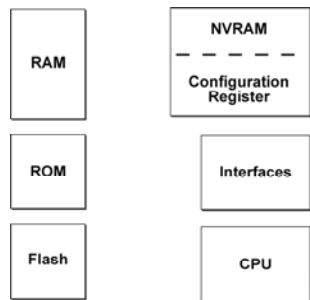 RAM
NVRAM
Configuration
Register
ROM
Interfaces
Flash
CPU